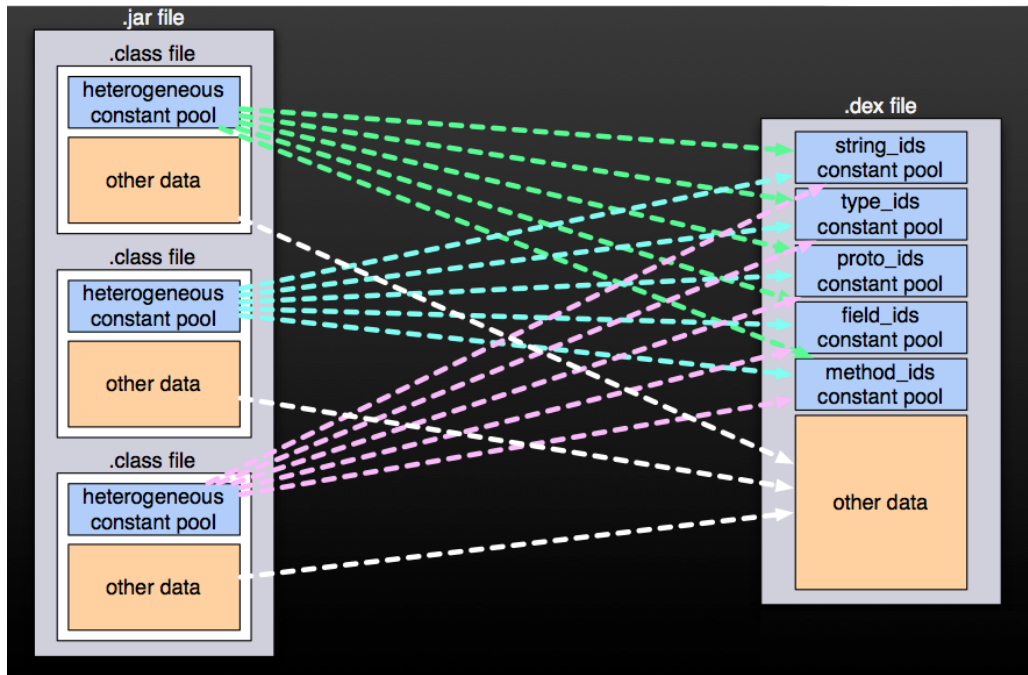 .jar file
.class file
heterogeneous
constant pool
other data
.class file
heterogeneous
constant pool
other data
.class file
heterogeneous
constant pool
other data
.dex file
string_ids
constant pool
type_ids
constant pool
proto_ids
constant pool
field_ids
constant pool
method_ids
constant pool
other data